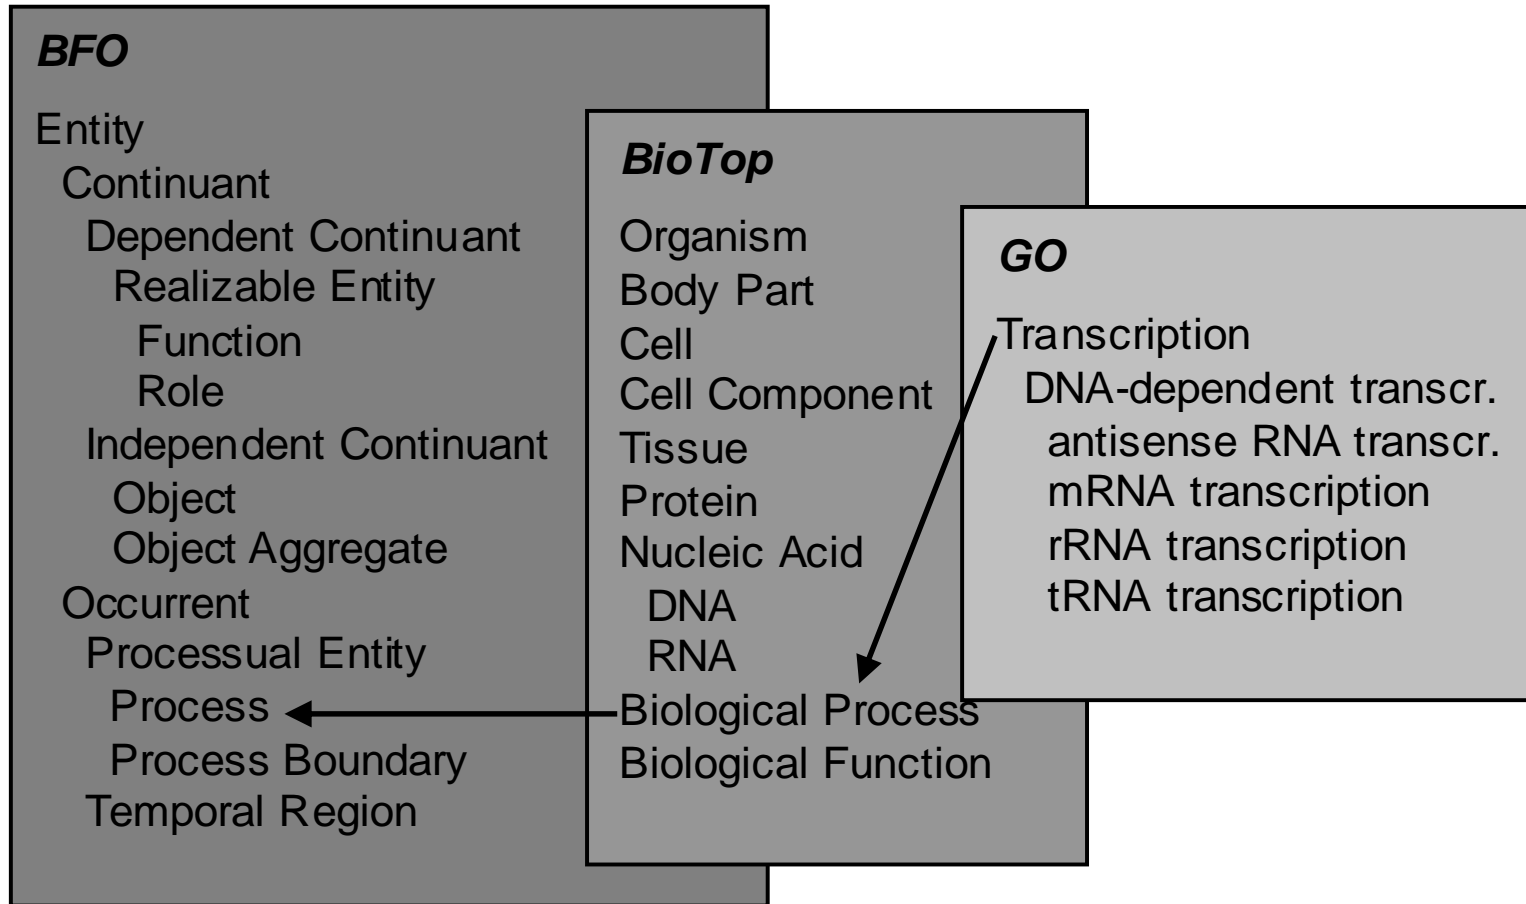 BFO
Entity
Continuant
Dependent Continuant
Realizable Entity
Function
Role
Independent Continuant
Object
Object Aggregate
Occurrent
Processual Entity
Process
Process Boundary
Temporal Region
BioTop
Organism
Body Part
Cell
Cell Component
Tissue
Protein
Nucleic Acid
DNA
RNA
Biological Process
Biological Function
GO
Transcription
DNA-dependent transcr.
antisense RNA transcr.
mRNA transcription
rRNA transcription
tRNA transcription